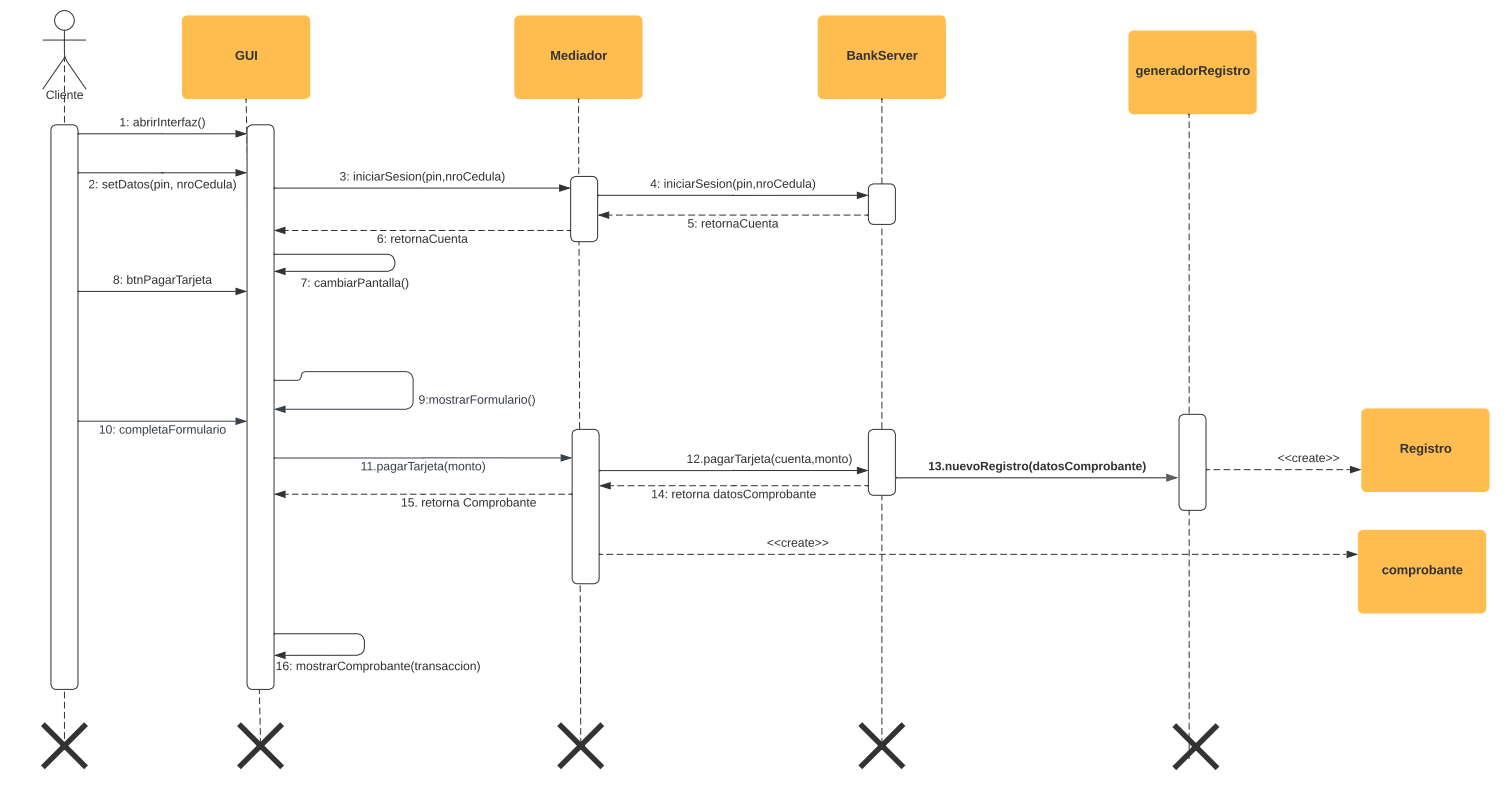 Cliente
GUI
Mediador
BankServer
generadorRegistro
1: abrirInterfaz()
2: setDatos(pin, nroCedula)
3: iniciarSesion(pin,nroCedula)
4: iniciarSesion(pin,nroCedula)
5: retornaCuenta
6: retornaCuenta
7: cambiarPantalla()
8: btnPagarTarjeta
9:mostrarFormulario()
10: completaFormulario
11.pagarTarjeta(monto)
12.pagarTarjeta(cuenta,monto)
13.nuevoRegistro(datosComprobante)
<<create>>
Registro
14: retorna datosComprobante
15. retorna Comprobante
<<create>>
comprobante
16: mostrarComprobante(transaccion)